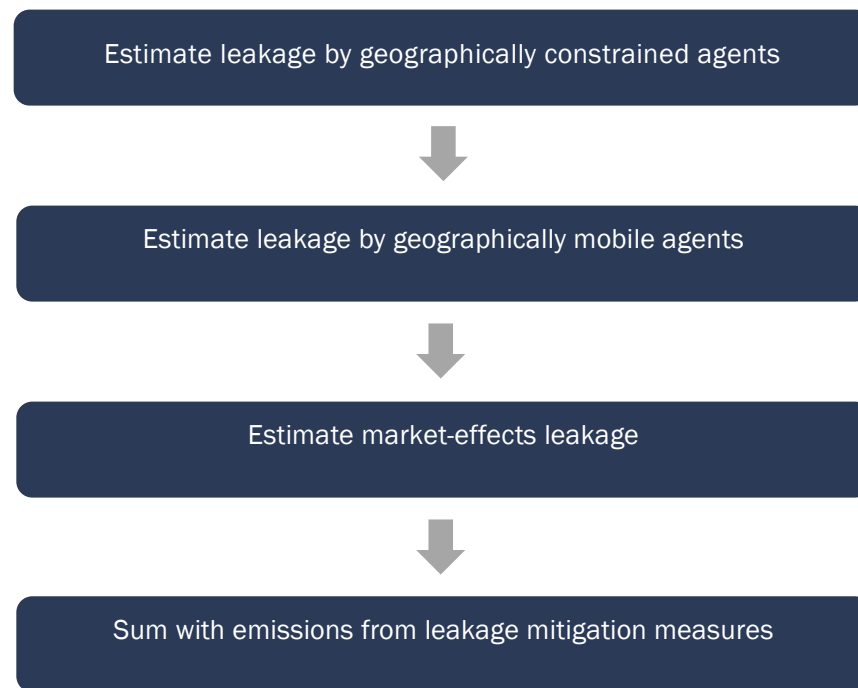 Estimate leakage by geographically constrained agents
Estimate leakage by geographically mobile agents
Estimate market-effects leakage
Sum with emissions from leakage mitigation measures